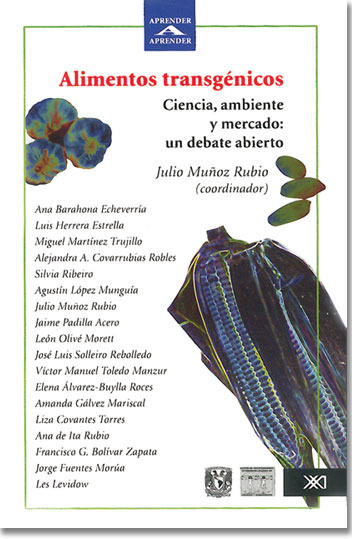 APRENDER
A
APRENDER
Alimentos transgénicos
Ciencia, ambiente
y mercado:
un debate abierto
Julio Muñoz Rubio
(coordinador)
Ana Barahona Echeverría
Luis Herrera Estrella
Miguel Martínez Trujillo
Alejandra A. Covarrubias Robles
Silvia Ribeiro
Agustín López Munguía
Julio Muñoz Rubio
Jaime Padilla Acero
León Olivé Morett
José Luis Solleiro Rebolledo
Víctor Manuel Toledo Manzur
Elena Álvarez-Buylla Roces
Amanda Gálvez Mariscal
Liza Covantes Torres
Ana de Ita Rubio
Francisco G. Bolívar Zapata
Jorge Fuentes Morúa
Les Levidow
XXI